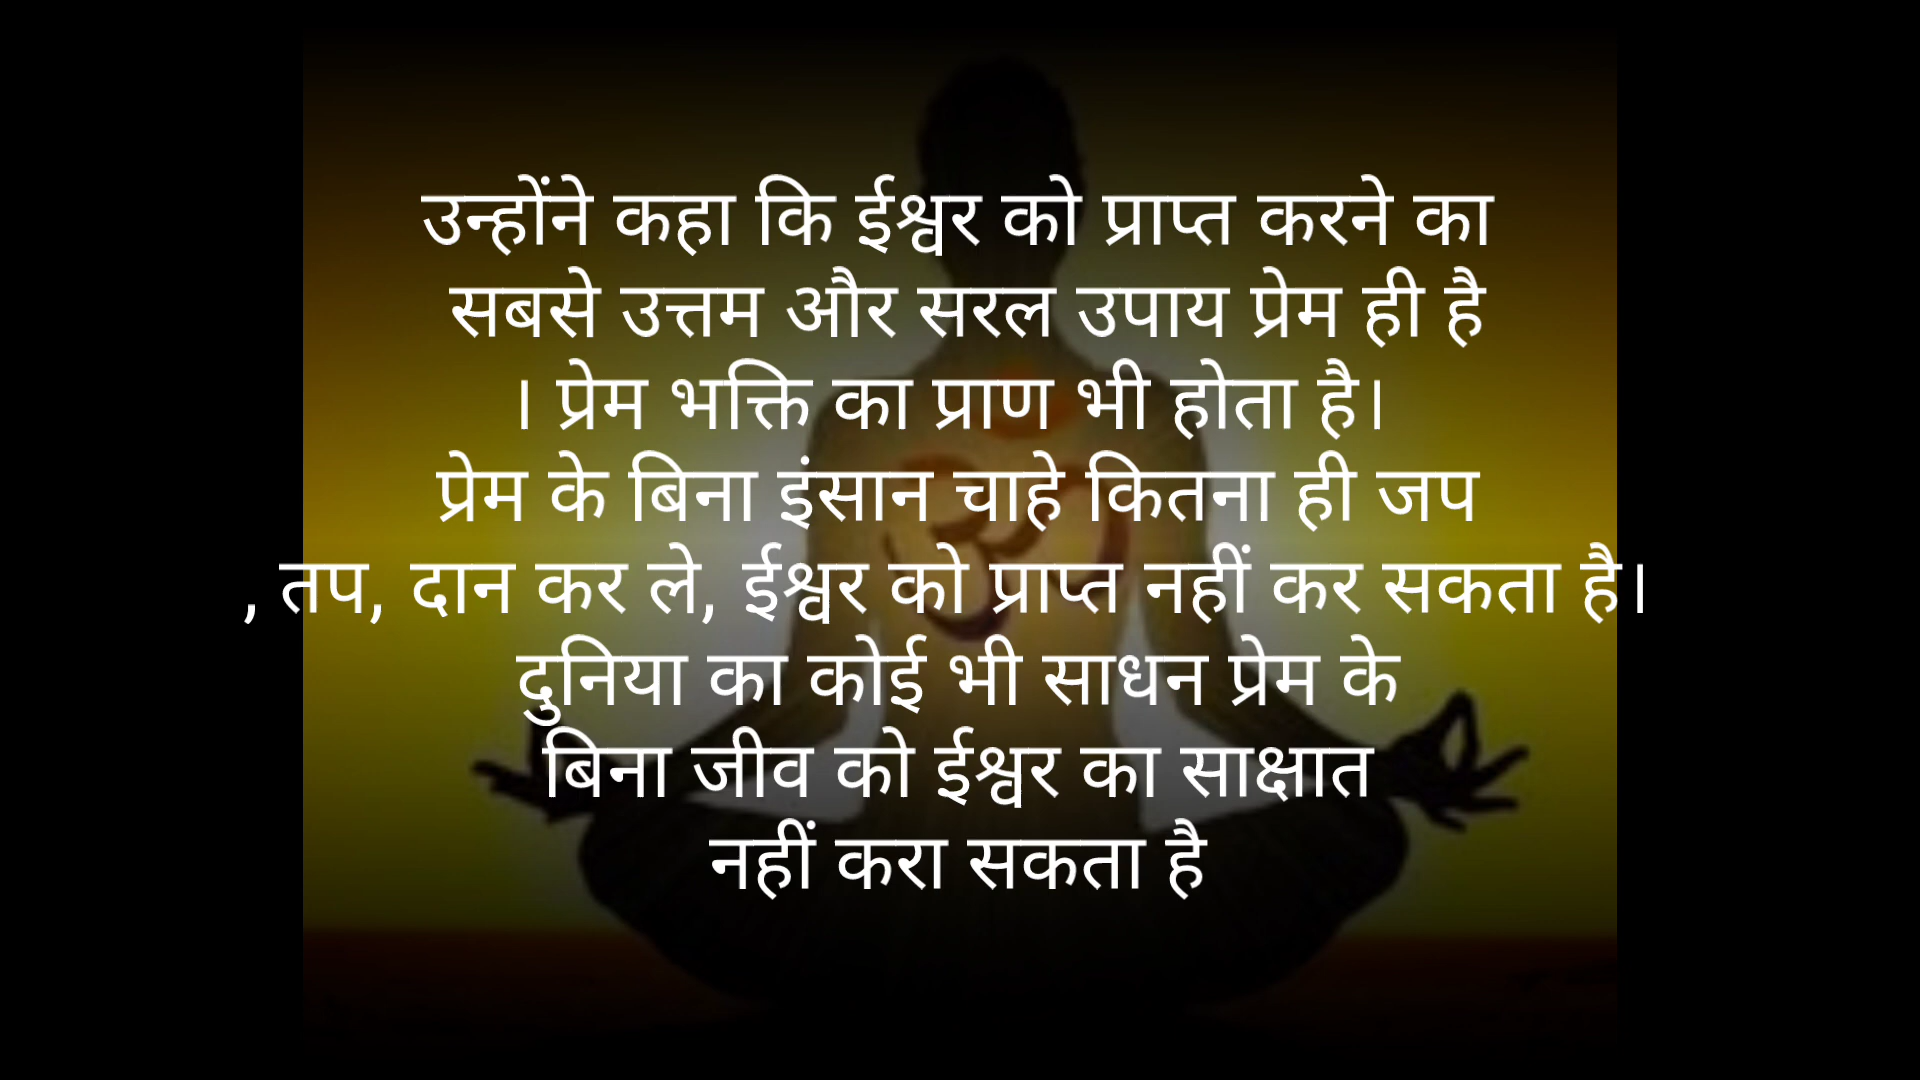 उन्होंने कहा कि ईश्वर को प्राप्त करने का
सबसे उत्तम और सरल उपाय प्रेम ही है
। प्रेम भक्ति का प्राण भी होता है।
प्रेम के बिना इंसान चाहे कितना ही जप
, तप, दान कर ले, ईश्वर को प्राप्त नहीं कर सकता है।
दुनिया का कोई भी साधन प्रेम के
बिना जीव को ईश्वर का साक्षात
नहीं करा सकता है
ॐ